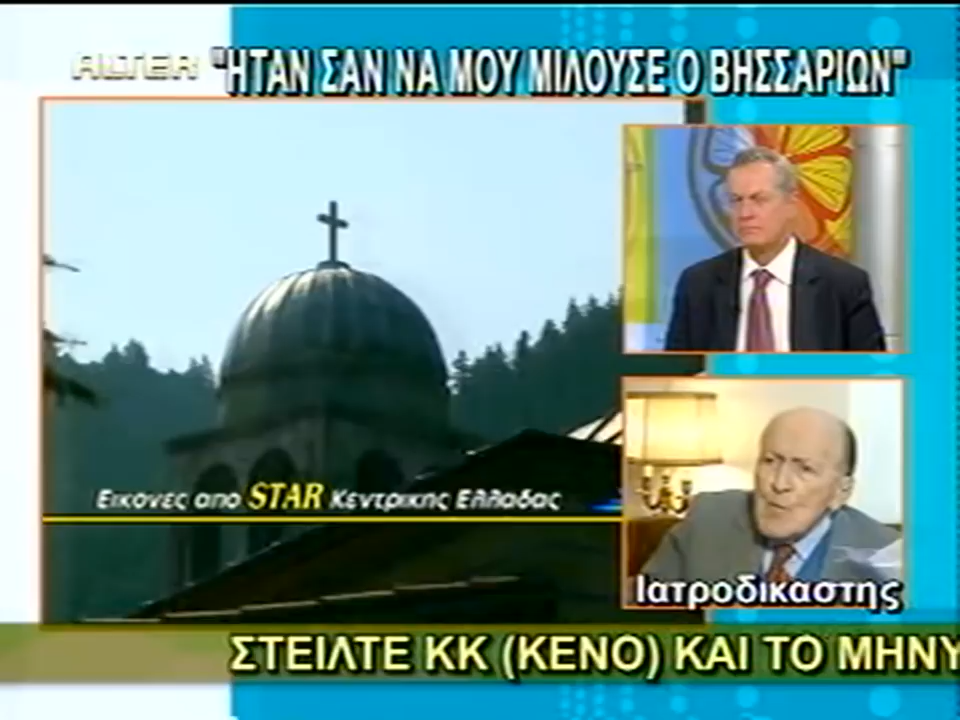 ALTER "ΗΤΑΝ ΣΑΝ ΝΑ ΜΟΥ ΜΙΛΟΥΣΕ Ο ΒΗΣΣΑΡΙΩΝ"
Εικονες απο STAR Κεντρικης Ελλαδας
Ιατροδικαστης
ΣΤΕΙΛΤΕ ΚΚ (ΚΕΝΟ) ΚΑΙ ΤΟ ΜΗΝΥ